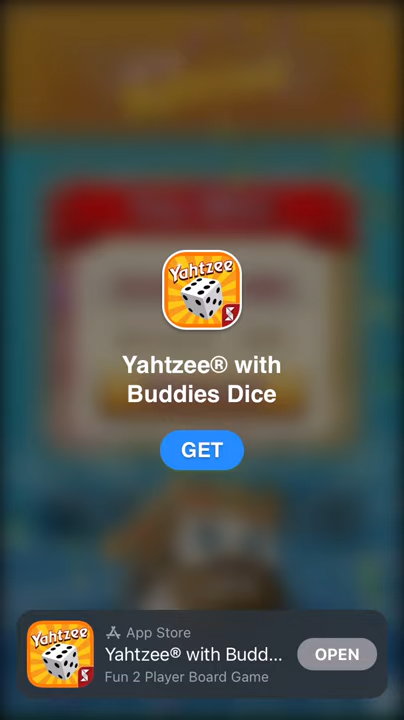 Yahtzee
Yahtzee® with
Buddies Dice
GET
Yahtzee
App Store
Yahtzee® with Budd...
OPEN
Fun 2 Player Board Game